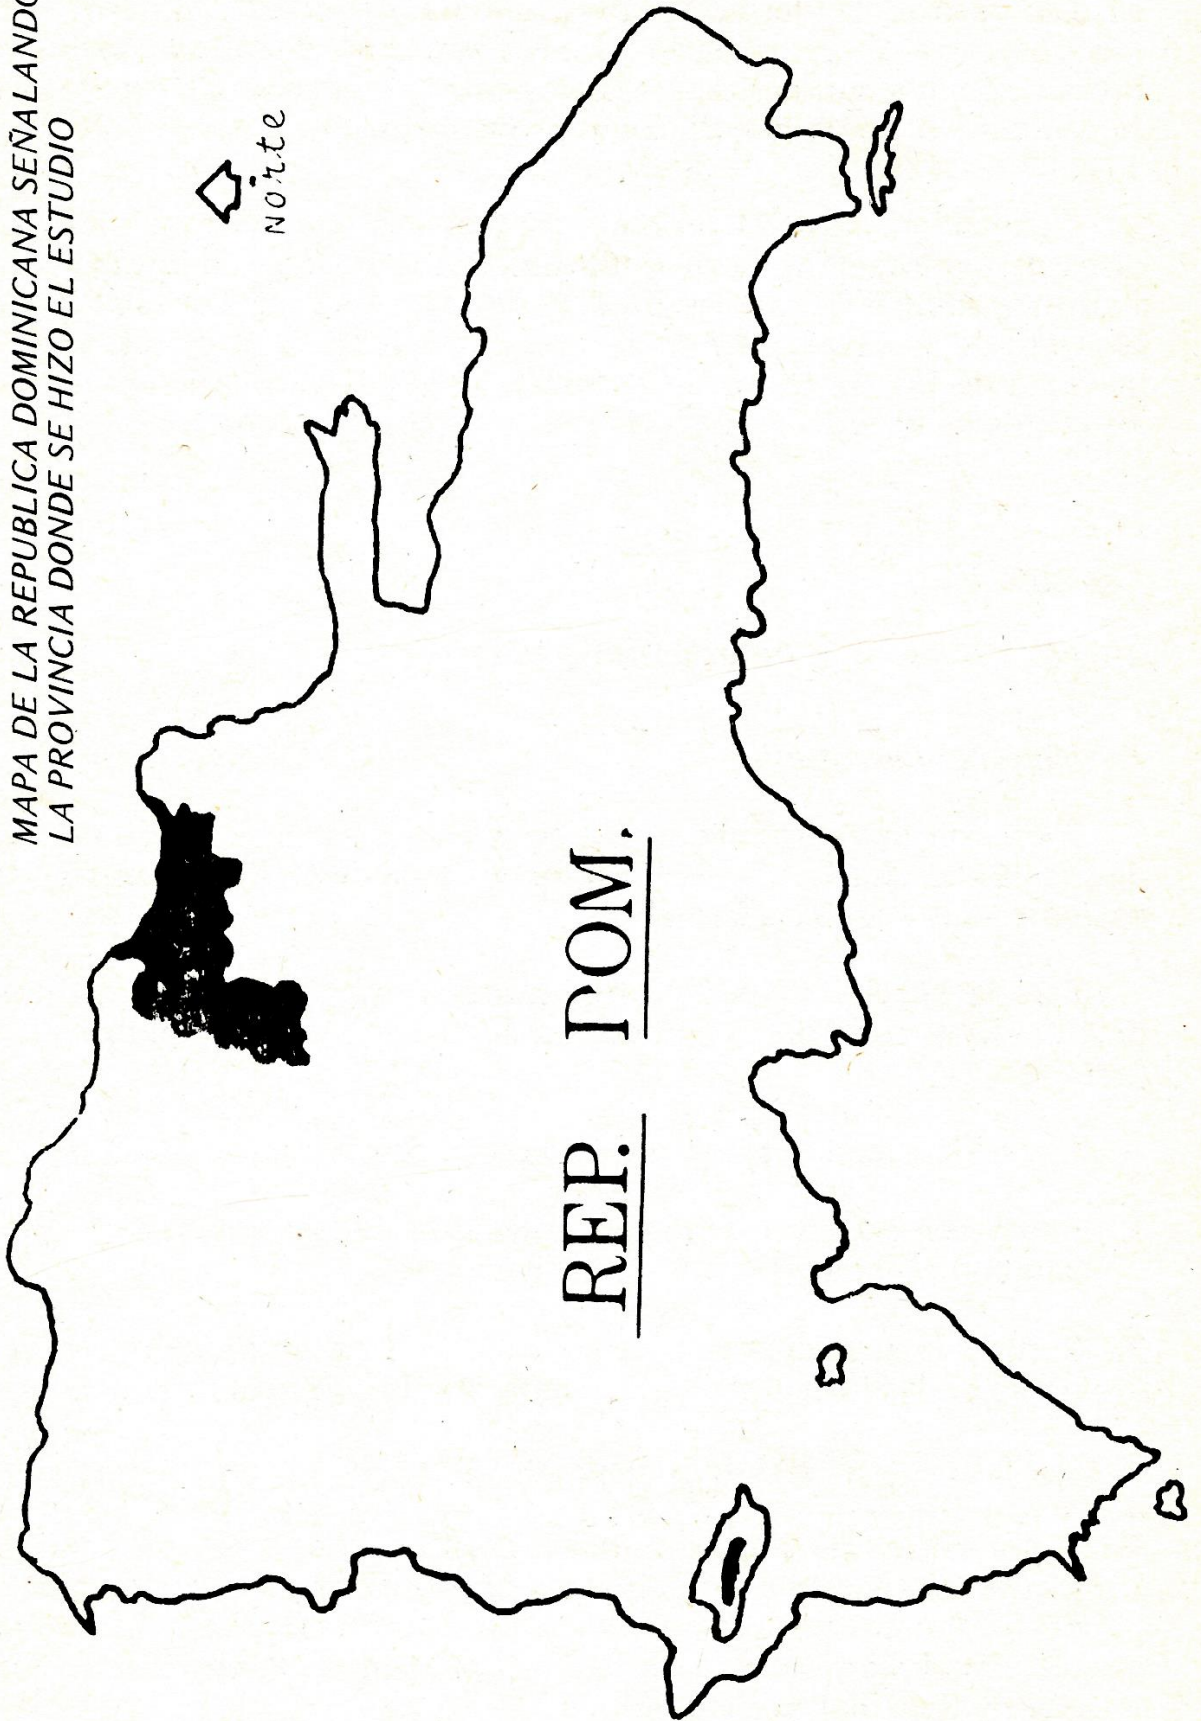 MAPA DE LA REPUBLICA DOMINICANA SEÑALANDO
LA PROVINCIA DONDE SE HIZO EL ESTUDIO
Norte
REP. DOM.